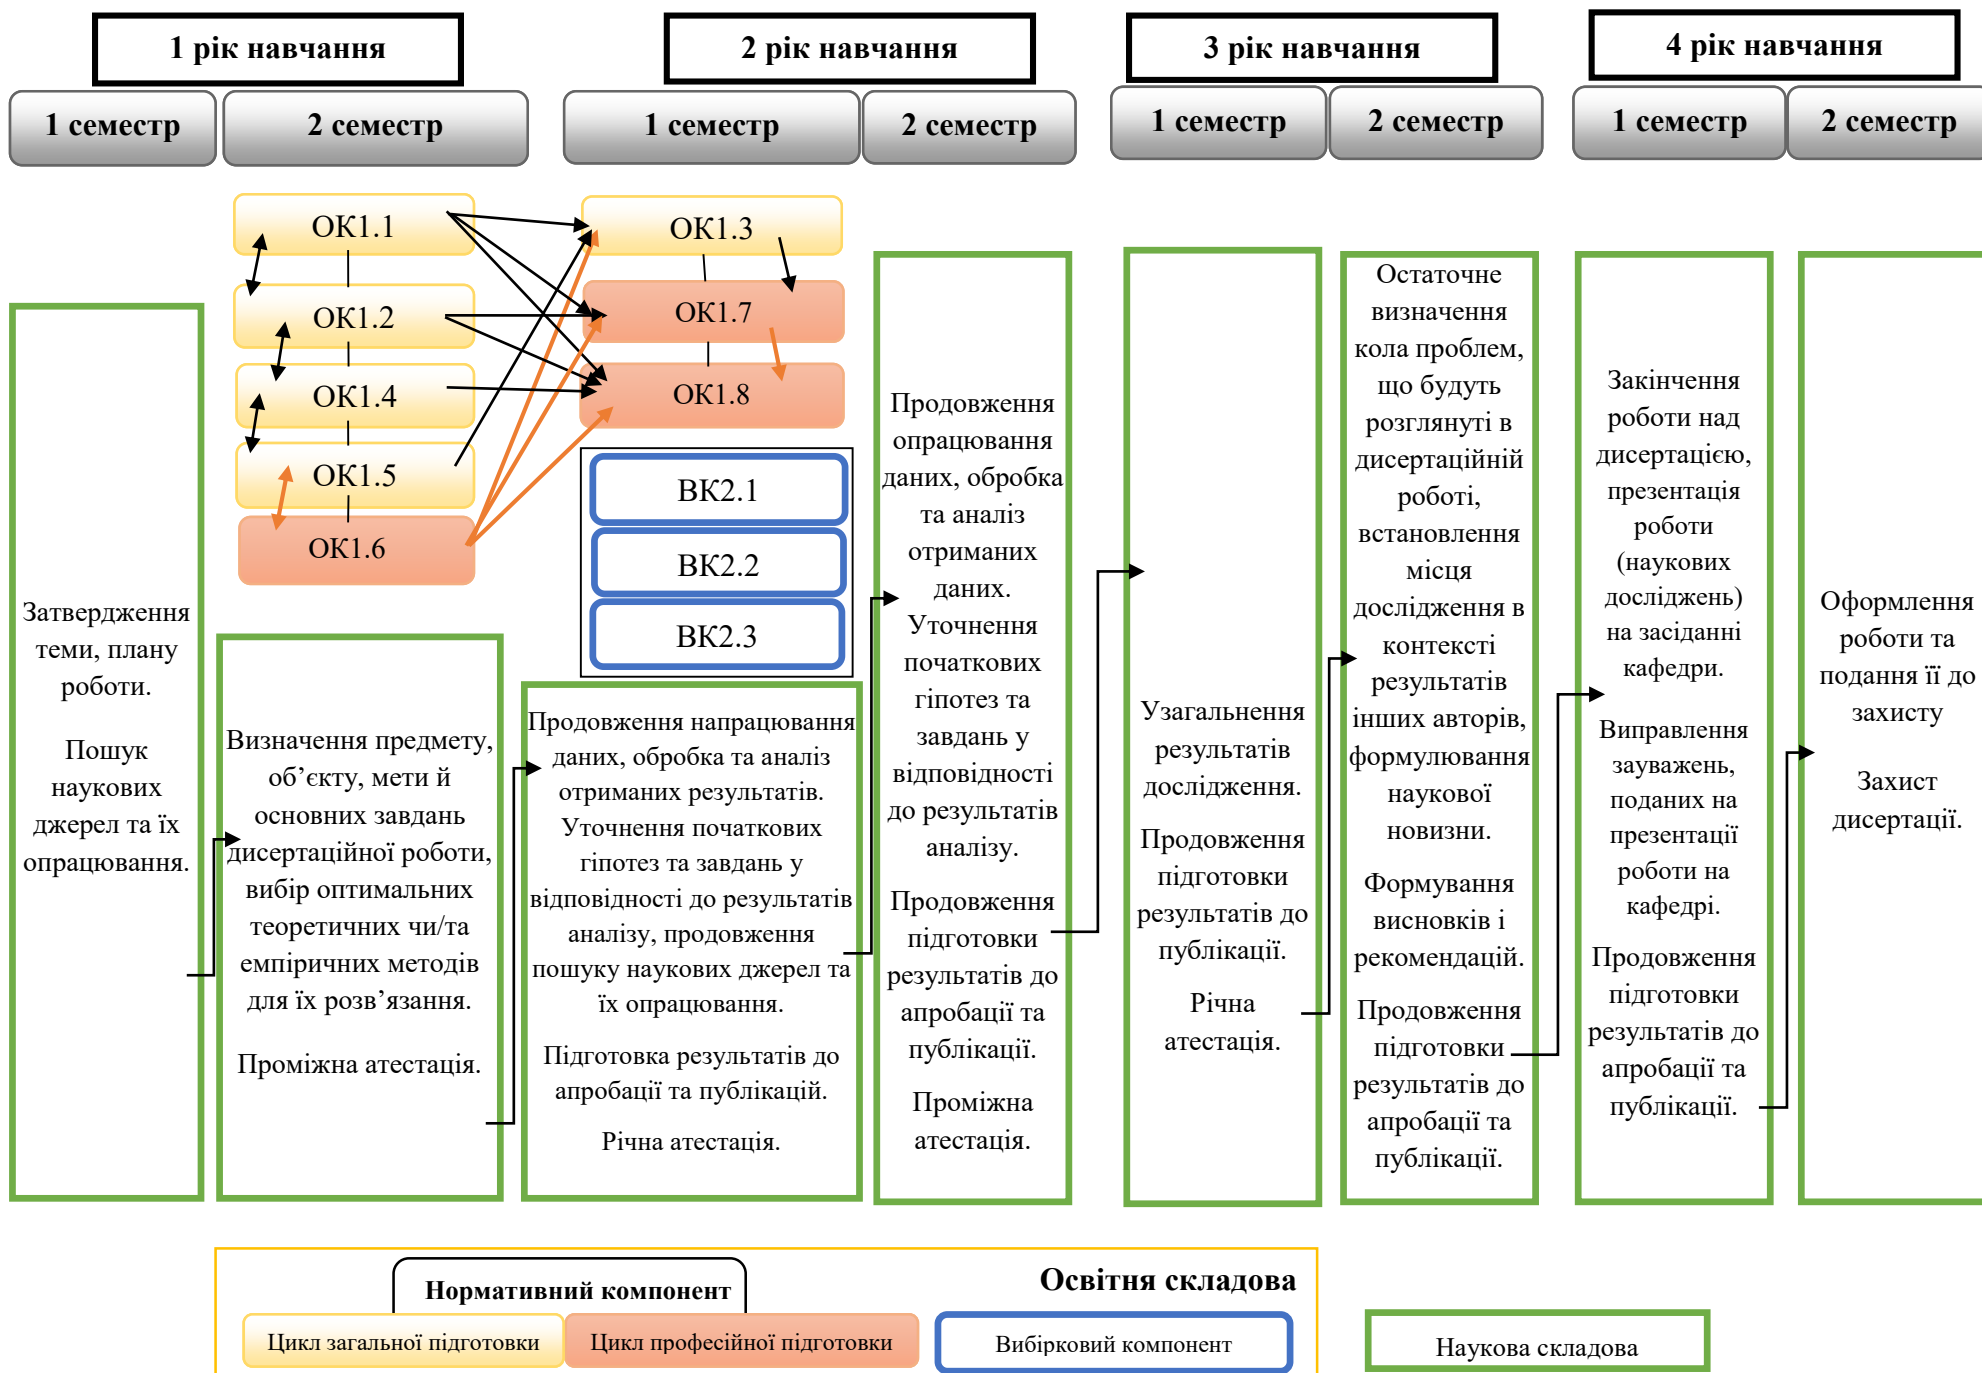 1 рік навчання
2 рік навчання
3 рік навчання
4 рік навчання
1 семестр
2 семестр
1 семестр
2 семестр
1 семестр
2 семестр
1 семестр
2 семестр
ОК1.1
ОК1.2
ОК1.4
ОК1.5
ОК1.6
ОК1.3
ОК1.7
ОК1.8
ВК2.1
ВК2.2
ВК2.3
Затвердження
теми, плану
роботи.
Пошук
наукових
джерел та їх
опрацювання.
Визначення предмету,
об’єкту, мети й
основних завдань
дисертаційної роботи,
вибір оптимальних
теоретичних чи/та
емпіричних методів
для їх розв’язання.
Проміжна атестація.
Продовження напрацювання
даних, обробка та аналіз
отриманих результатів.
Уточнення початкових
гіпотез та завдань у
відповідності до результатів
аналізу, продовження
пошуку наукових джерел та
їх опрацювання.
Підготовка результатів до
апробації та публікацій.
Річна атестація.
Продовження
опрацювання
даних, обробка
та аналіз
отриманих
даних.
Уточнення
початкових
гіпотез та
завдань у
відповідності
до результатів
аналізу.
Продовження
підготовки
результатів до
апробації та
публікації.
Проміжна
атестація.
Узагальнення
результатів
дослідження.
Продовження
підготовки
результатів до
публікації.
Річна
атестація.
Остаточне
визначення
кола проблем,
що будуть
розглянуті в
дисертаційній
роботі,
встановлення
місця
дослідження в
контексті
результатів
інших авторів,
формулювання
наукової
новизни.
Формування
висновків і
рекомендацій.
Продовження
підготовки
результатів до
апробації та
публікації.
Закінчення
роботи над
дисертацією,
презентація
роботи
(наукових
досліджень)
на засіданні
кафедри.
Виправлення
зауважень,
поданих на
презентації
роботи на
кафедрі.
Продовження
підготовки
результатів до
апробації та
публікації.
Оформлення
роботи та
подання її до
захисту
Захист
дисертації.
Нормативний компонент
Освітня складова
Цикл загальної підготовки
Цикл професійної підготовки
Вибірковий компонент
Наукова складова